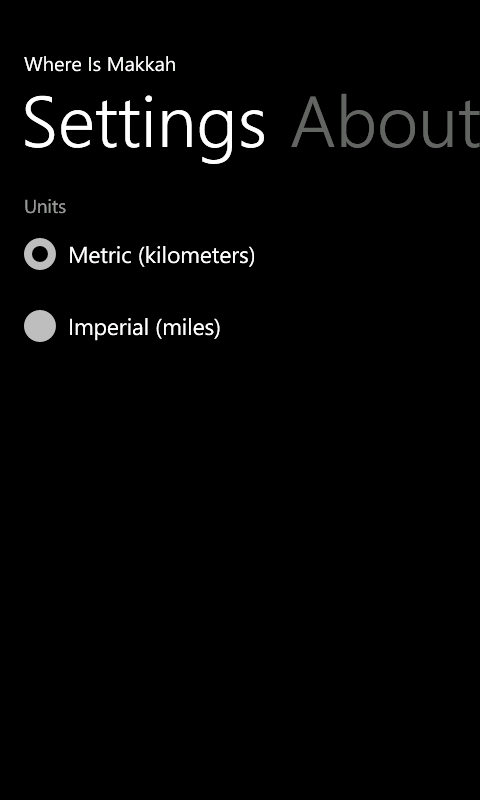 Where Is Makkah
Settings About
Units
Metric (kilometers)
Imperial (miles)